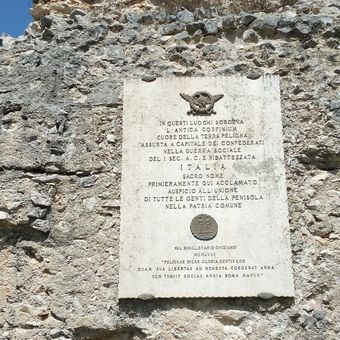 IN QUESTI LUOGHI SORGEVA
L'ANTICA CORFINIUM
CUORE DELLA TERRA PELIGNA
ASSURTA A CAPITALE DEI CONFEDERATI
NELLA GUERRA SOCIALE
DEL I SEC. A. C. E RIBATTEZZATA
ITALIA
SACRO NOME
PRIMIERAMENTE QUI ACCLAMATO
AUSPICIO ALL'UNIONE
DI TUTTE LE GENTI DELLA PENISOLA
NELLA PATRIA COMUNE
NEL BIMILLENARIO OVIDIANO
MCMLVIII
"PELIGNAE DICAR GLORIA GENTIS EGO
QUAM SUA LIBERTAS AD HONESTA COEGERAT ARMA
CUM TIMUIT SOCIAS ANXIA ROMA MANUS"